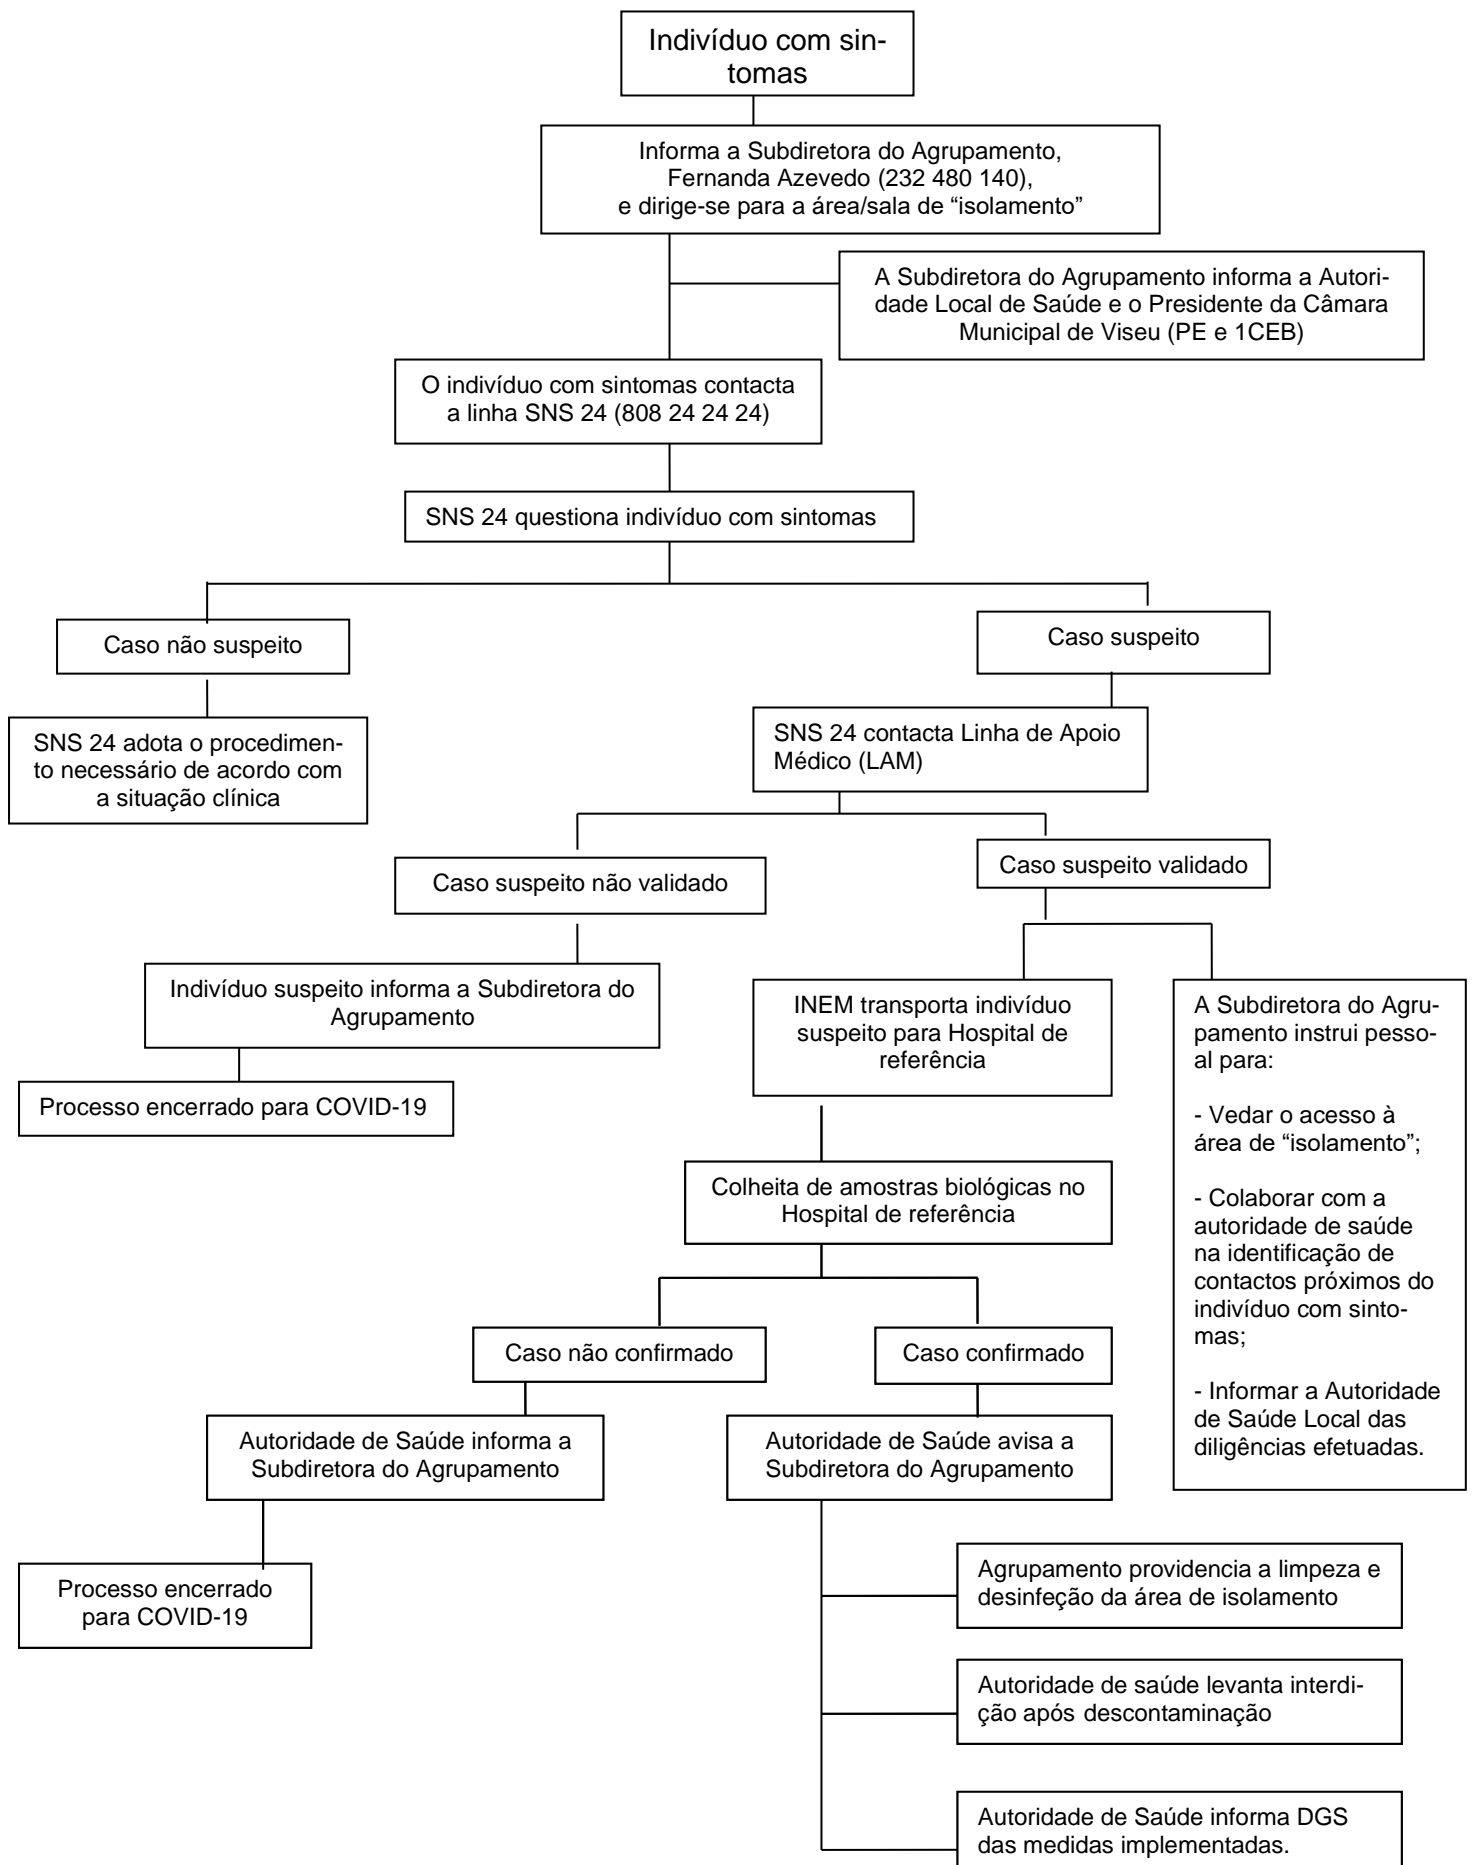 Indivíduo com sin-
tomas
Informa a Subdiretora do Agrupamento,
Fernanda Azevedo (232 480 140),
e dirige-se para a área/sala de “isolamento”
A Subdiretora do Agrupamento informa a Autori-
dade Local de Saúde e o Presidente da Câmara
Municipal de Viseu (PE e 1CEB)
O indivíduo com sintomas contacta
a linha SNS 24 (808 24 24 24)
SNS 24 questiona indivíduo com sintomas
Caso não suspeito
Caso suspeito
SNS 24 adota o procedimen-
to necessário de acordo com
a situação clínica
SNS 24 contacta Linha de Apoio
Médico (LAM)
Caso suspeito não validado
Caso suspeito validado
Indivíduo suspeito informa a Subdiretora do
Agrupamento
Processo encerrado para COVID-19
INEM transporta indivíduo
suspeito para Hospital de
referência
A Subdiretora do Agru-
pamento instrui pesso-
al para:
- Vedar o acesso à
área de “isolamento”;
- Colaborar com a
autoridade de saúde
na identificação de
contactos próximos do
indivíduo com sinto-
mas;
- Informar a Autoridade
de Saúde Local das
diligências efetuadas.
Colheita de amostras biológicas no
Hospital de referência
Caso não confirmado
Caso confirmado
Autoridade de Saúde informa a
Subdiretora do Agrupamento
Autoridade de Saúde avisa a
Subdiretora do Agrupamento
Processo encerrado
para COVID-19
Agrupamento providencia a limpeza e
desinfeção da área de isolamento
Autoridade de saúde levanta interdi-
ção após descontaminação
Autoridade de Saúde informa DGS
das medidas implementadas.